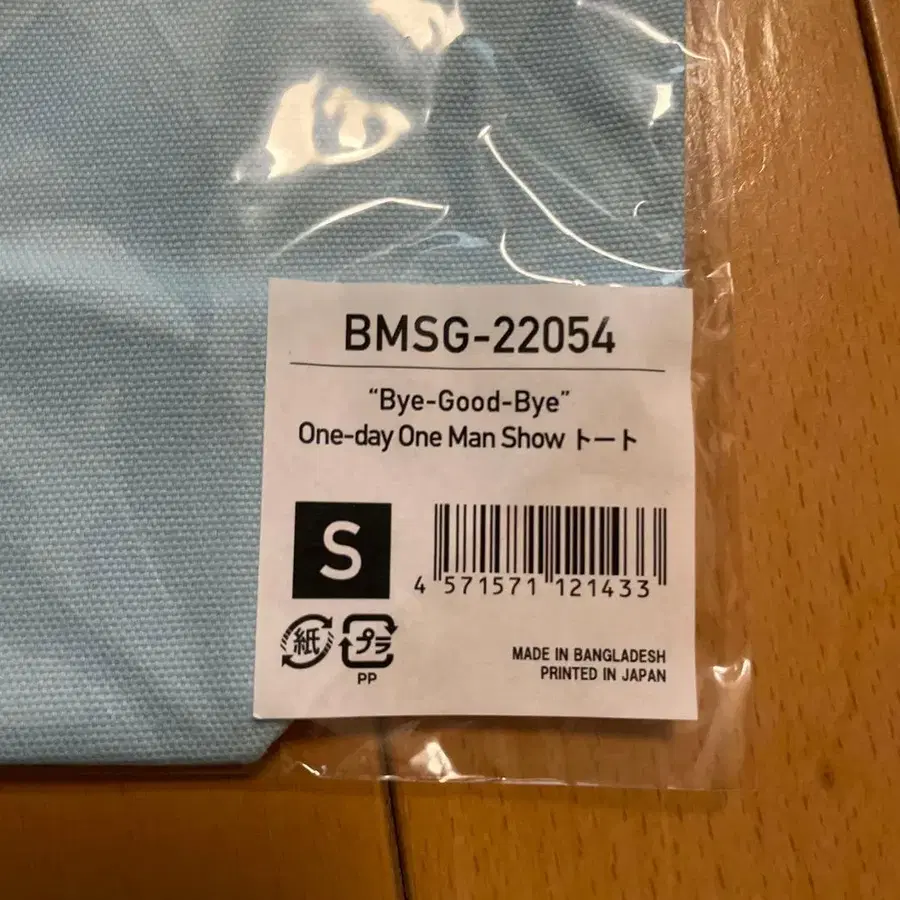 BMSG-22054
“Bye-Good-Bye”
One-day One Man Show トート
S
4 571571 121433
紙 プラ
PP
MADE IN BANGLADESH
PRINTED IN JAPAN